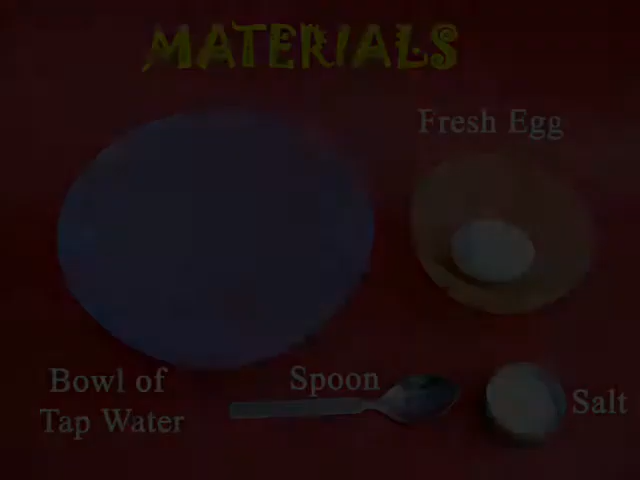 MATERIALS
Fresh Egg
Bowl of
Tap Water
Spoon
Salt